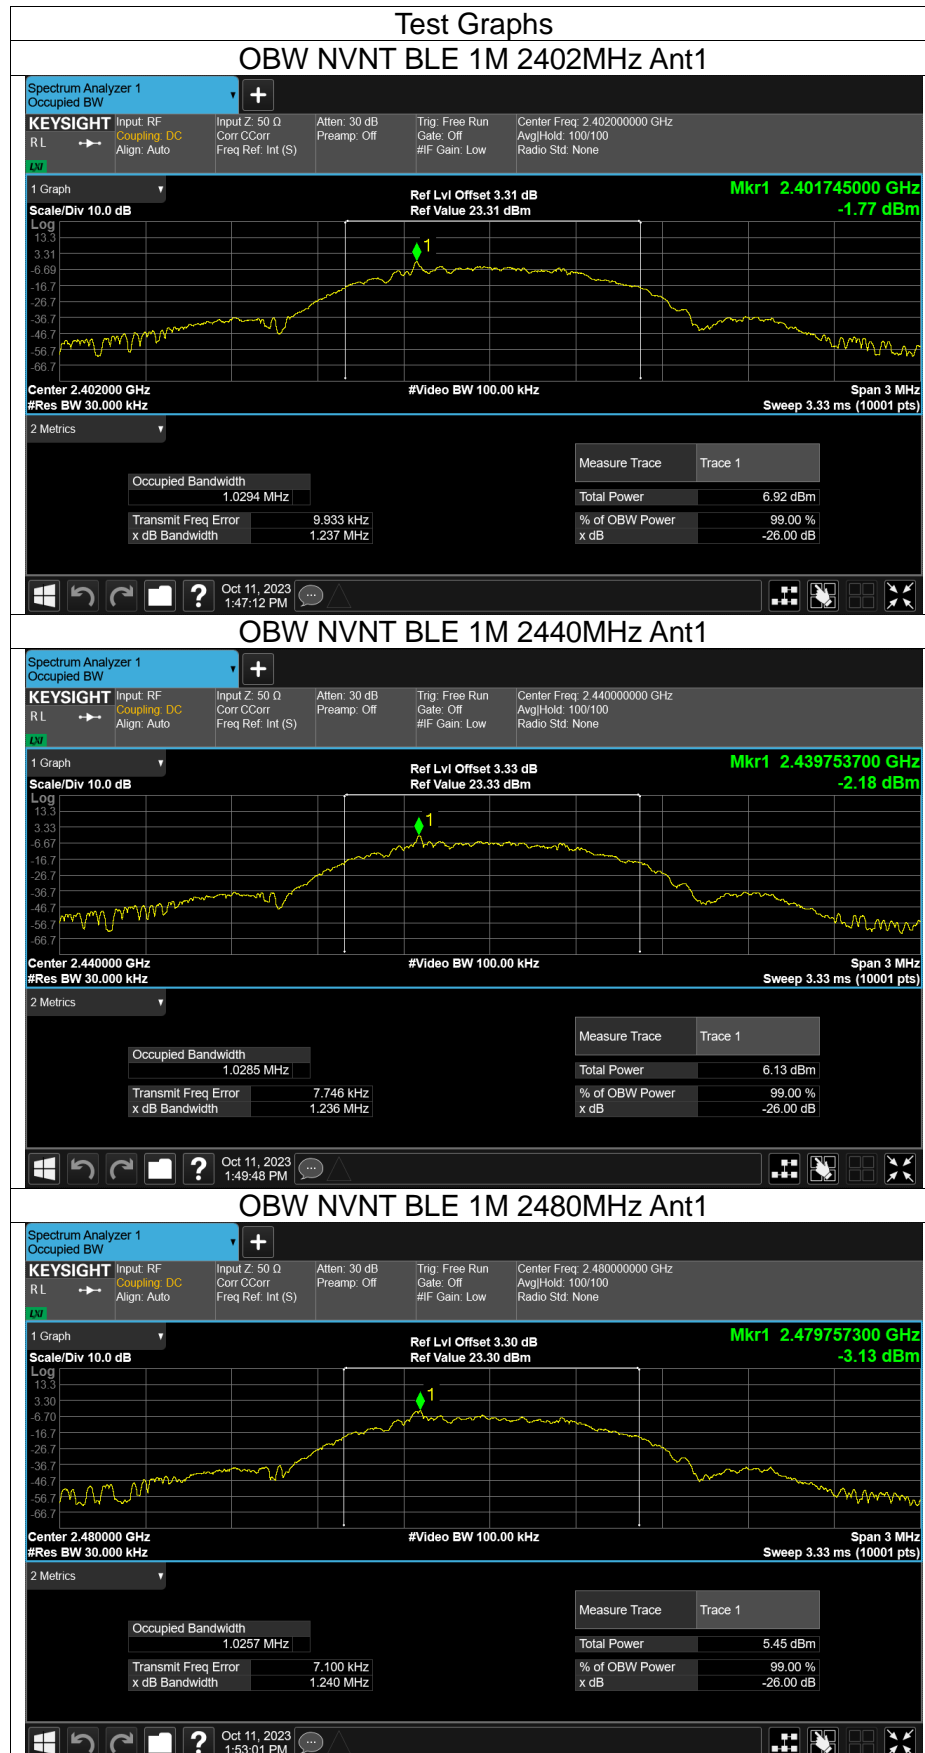 Test Graphs
OBW NVNT BLE 1M 2402MHz Ant1
Spectrum Analyzer 1
Occupied BW
KEYSIGHT Input: RF Input Z: 50 Ω Atten: 30 dB Trig: Free Run Center Freq: 2.402000000 GHz
RL Coupling: DC Corr CCorr Preamp: Off Gate: Off Avg|Hold: 100/100
Align: Auto Freq Ref: Int (S) #IF Gain: Low Radio Std: None
LXI
1 Graph Ref Lvl Offset 3.31 dB Mkr1 2.401745000 GHz
Scale/Div 10.0 dB Ref Value 23.31 dBm -1.77 dBm
Log
13.3
1
3.31
-6.69
-16.7
-26.7
-36.7
-46.7
-56.7
-66.7
Center 2.402000 GHz #Video BW 100.00 kHz Span 3 MHz
#Res BW 30.000 kHz Sweep 3.33 ms (10001 pts)
2 Metrics
Measure Trace Trace 1
Occupied Bandwidth
1.0294 MHz Total Power 6.92 dBm
Transmit Freq Error 9.933 kHz % of OBW Power 99.00 %
x dB Bandwidth 1.237 MHz x dB -26.00 dB
? Oct 11, 2023
1:47:12 PM
OBW NVNT BLE 1M 2440MHz Ant1
Spectrum Analyzer 1
Occupied BW
KEYSIGHT Input: RF Input Z: 50 Ω Atten: 30 dB Trig: Free Run Center Freq: 2.440000000 GHz
RL Coupling: DC Corr CCorr Preamp: Off Gate: Off Avg|Hold: 100/100
Align: Auto Freq Ref: Int (S) #IF Gain: Low Radio Std: None
LXI
1 Graph Ref Lvl Offset 3.33 dB Mkr1 2.439753700 GHz
Scale/Div 10.0 dB Ref Value 23.33 dBm -2.18 dBm
Log
13.3
1
3.33
-6.67
-16.7
-26.7
-36.7
-46.7
-56.7
-66.7
Center 2.440000 GHz #Video BW 100.00 kHz Span 3 MHz
#Res BW 30.000 kHz Sweep 3.33 ms (10001 pts)
2 Metrics
Measure Trace Trace 1
Occupied Bandwidth
1.0285 MHz Total Power 6.13 dBm
Transmit Freq Error 7.746 kHz % of OBW Power 99.00 %
x dB Bandwidth 1.236 MHz x dB -26.00 dB
? Oct 11, 2023
1:49:48 PM
OBW NVNT BLE 1M 2480MHz Ant1
Spectrum Analyzer 1
Occupied BW
KEYSIGHT Input: RF Input Z: 50 Ω Atten: 30 dB Trig: Free Run Center Freq: 2.480000000 GHz
RL Coupling: DC Corr CCorr Preamp: Off Gate: Off Avg|Hold: 100/100
Align: Auto Freq Ref: Int (S) #IF Gain: Low Radio Std: None
LXI
1 Graph Ref Lvl Offset 3.30 dB Mkr1 2.479757300 GHz
Scale/Div 10.0 dB Ref Value 23.30 dBm -3.13 dBm
Log
13.3
1
3.30
-6.70
-16.7
-26.7
-36.7
-46.7
-56.7
-66.7
Center 2.480000 GHz #Video BW 100.00 kHz Span 3 MHz
#Res BW 30.000 kHz Sweep 3.33 ms (10001 pts)
2 Metrics
Measure Trace Trace 1
Occupied Bandwidth
1.0257 MHz Total Power 5.45 dBm
Transmit Freq Error 7.100 kHz % of OBW Power 99.00 %
x dB Bandwidth 1.240 MHz x dB -26.00 dB
? Oct 11, 2023
1:53:01 PM